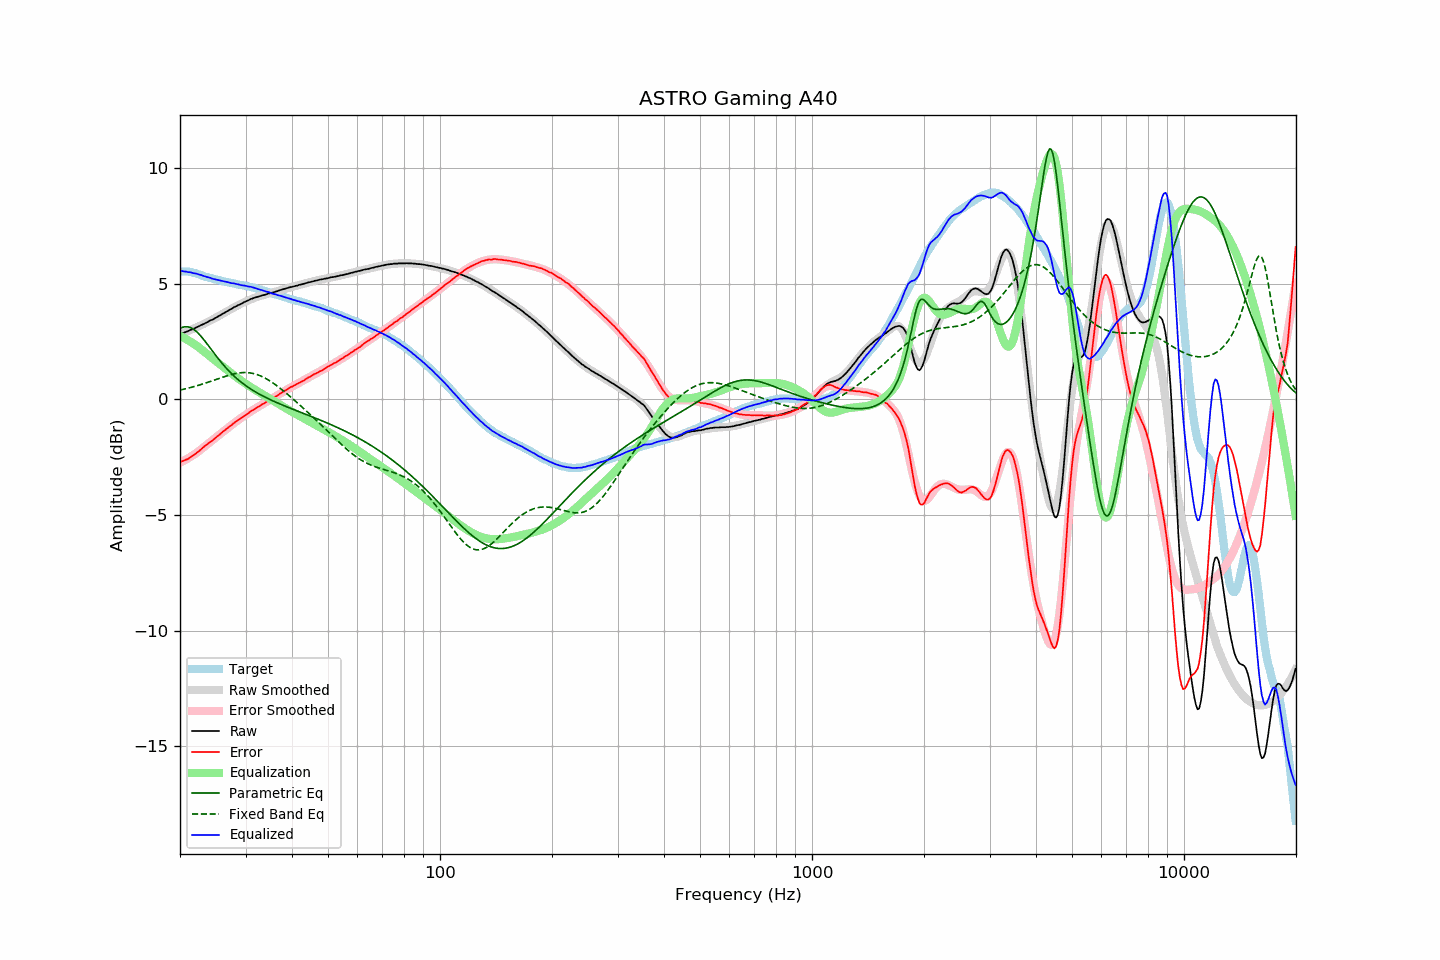 ASTRO Gaming A40
Amplitude (dBr)
10
5
0
−5
−10
−15
Target
Raw Smoothed
Error Smoothed
Raw
Error
Equalization
Parametric Eq
Fixed Band Eq
Equalized
100
1000
10000
Frequency (Hz)